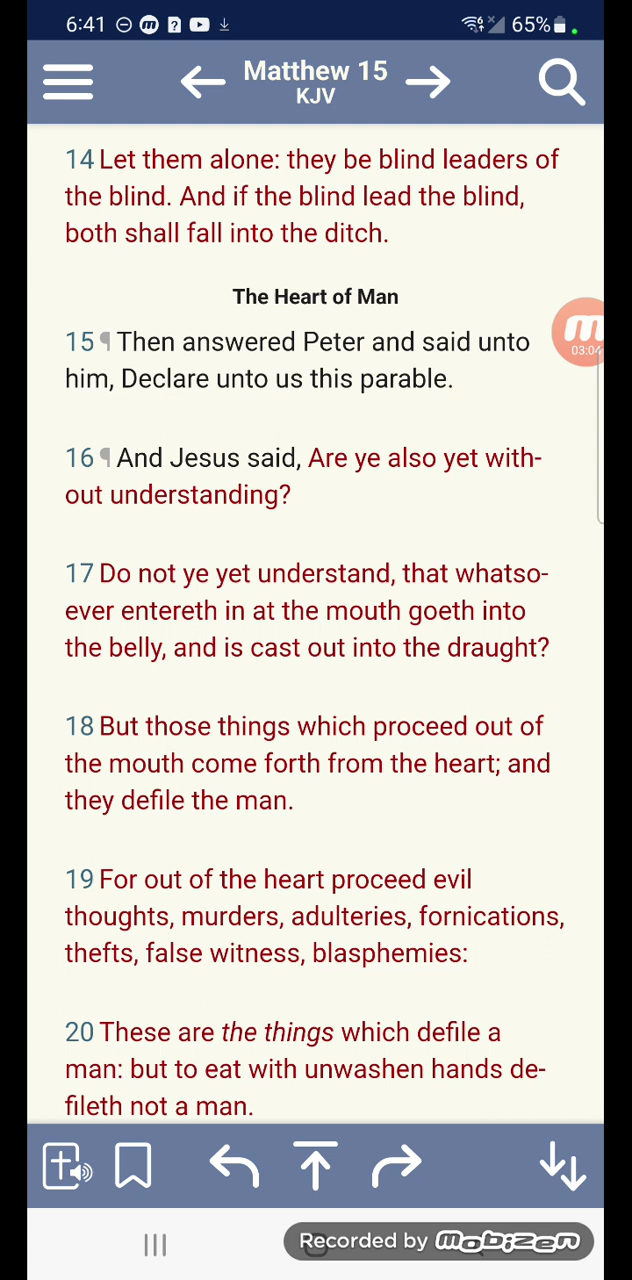 6:41
65%
Matthew 15
KJV
14 Let them alone: they be blind leaders of
the blind. And if the blind lead the blind,
both shall fall into the ditch.
The Heart of Man
15 ¶ Then answered Peter and said unto
him, Declare unto us this parable.
03:04
16 ¶ And Jesus said, Are ye also yet with-
out understanding?
17 Do not ye yet understand, that whatso-
ever entereth in at the mouth goeth into
the belly, and is cast out into the draught?
18 But those things which proceed out of
the mouth come forth from the heart; and
they defile the man.
19 For out of the heart proceed evil
thoughts, murders, adulteries, fornications,
thefts, false witness, blasphemies:
20 These are the things which defile a
man: but to eat with unwashen hands de-
fileth not a man.
Recorded by mobizen